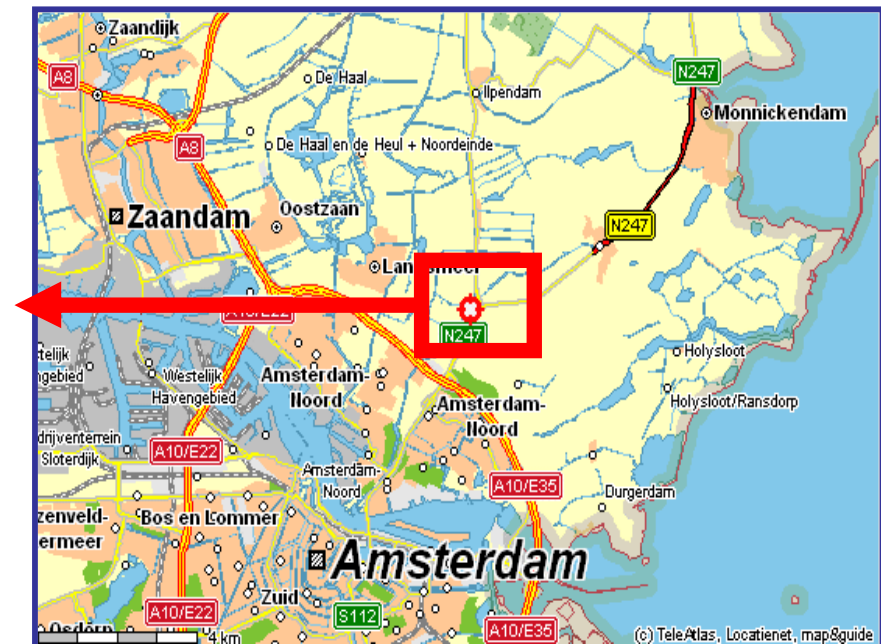 Zaandijk
A8
De Haal
Ilpendam
N247
Monnickendam
A8
De Haal en de Heul + Noordeinde
Zaandam
Oostzaan
N247
N247
Holysloot
Westelijk
Havengebied
Amsterdam-
Noord
Holysloot/Ransdorp
Amsterdam-
Noord
Sloterdijk
A10/E22
Amsterdam-
Noord
A10/E35
Durgerdam
Bos en Lommer
Amsterdam
Zuid
A10/E22
S112
A10/E35
4 km
(c) TeleAtlas, Locatienet, map&guide